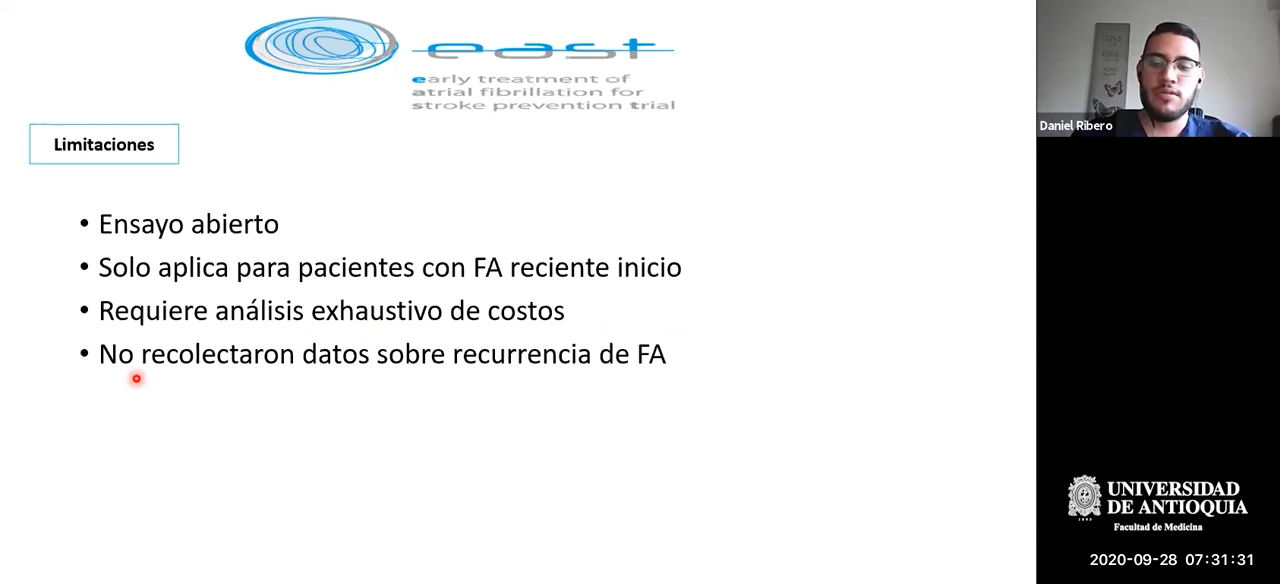 east
early treatment of
atrial fibrillation for
stroke prevention trial
Limitaciones
• Ensayo abierto
• Solo aplica para pacientes con FA reciente inicio
• Requiere análisis exhaustivo de costos
• No recolectaron datos sobre recurrencia de FA
Daniel Ribero
UNIVERSIDAD
DE ANTIOQUIA
Facultad de Medicina
2020-09-28 07:31:31